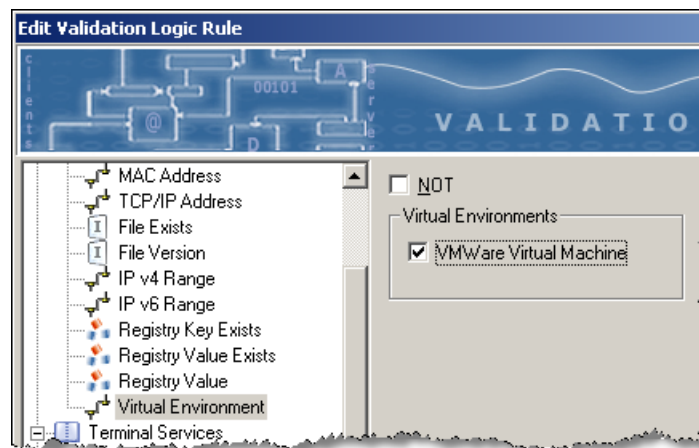 Edit Validation Logic Rule
clients
00101
A
@
D
Server
VALIDATIO
MAC Address
TCP/IP Address
File Exists
File Version
IP v4 Range
IP v6 Range
Registry Key Exists
Registry Value Exists
Registry Value
Virtual Environment
Terminal Services
NOT
Virtual Environments
VMWare Virtual Machine